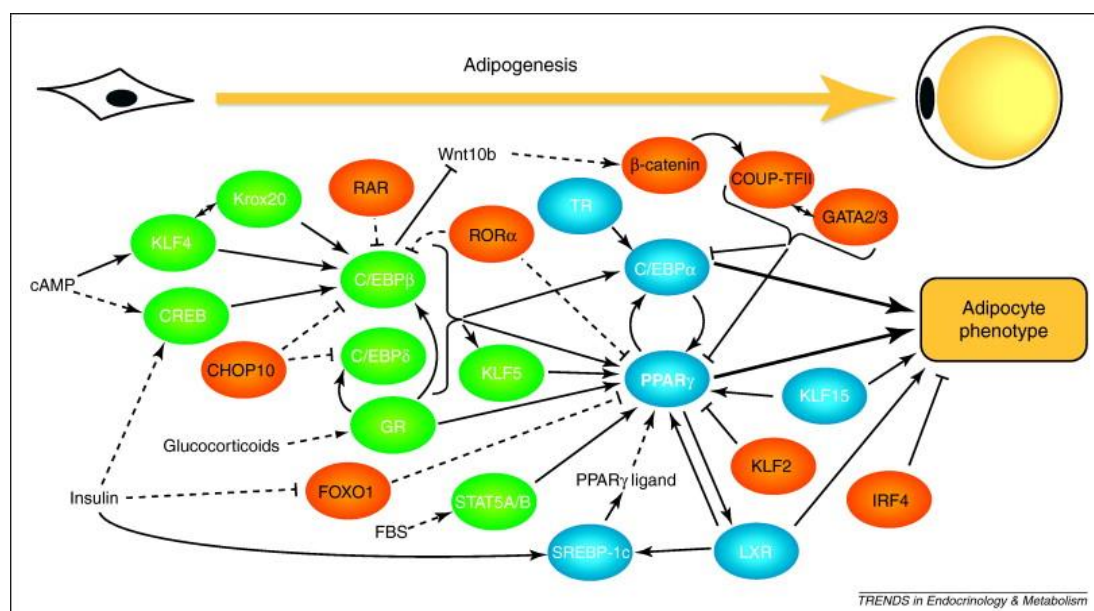 Adipogenesis
Wnt10b
β-catenin
COUP-TFII
GATA2/3
RAR
Krox20
TR
RORα
KLF4
C/EBPβ
C/EBPα
cAMP
CREB
Adipocyte
phenotype
C/EBPδ
CHOP10
KLF5
PPARγ
KLF15
GR
Glucocorticoids
KLF2
PPARγ ligand
Insulin
FOXO1
STAT5A/B
IRF4
FBS
SREBP-1c
LXR
TRENDS in Endocrinology & Metabolism